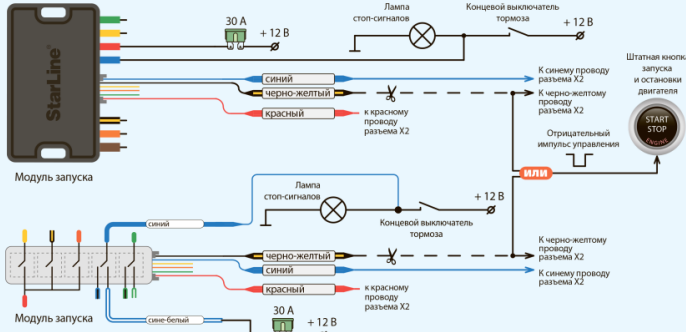 Лампа
стоп-сигналов
Концевой выключатель
тормоза
30 А
+ 12 В
+ 12 В
StarLine®
синий
К синему проводу
разъема X2
черно-желтый
К черно-желтому
проводу
разъема X2
красный
к красному
проводу
разъема X2
Штатная кнопка
запуска
и остановки
двигателя
START
STOP
ENGINE
Отрицательный
импульс управления
или
Модуль запуска
Лампа
стоп-сигналов
+ 12 В
Концевой выключатель
тормоза
синий
черно-желтый
К черно-желтому
проводу
разъема X2
синий
К синему проводу
разъема X2
красный
к красному
проводу
разъема X2
Модуль запуска
сине-белый
30 А
+ 12 В